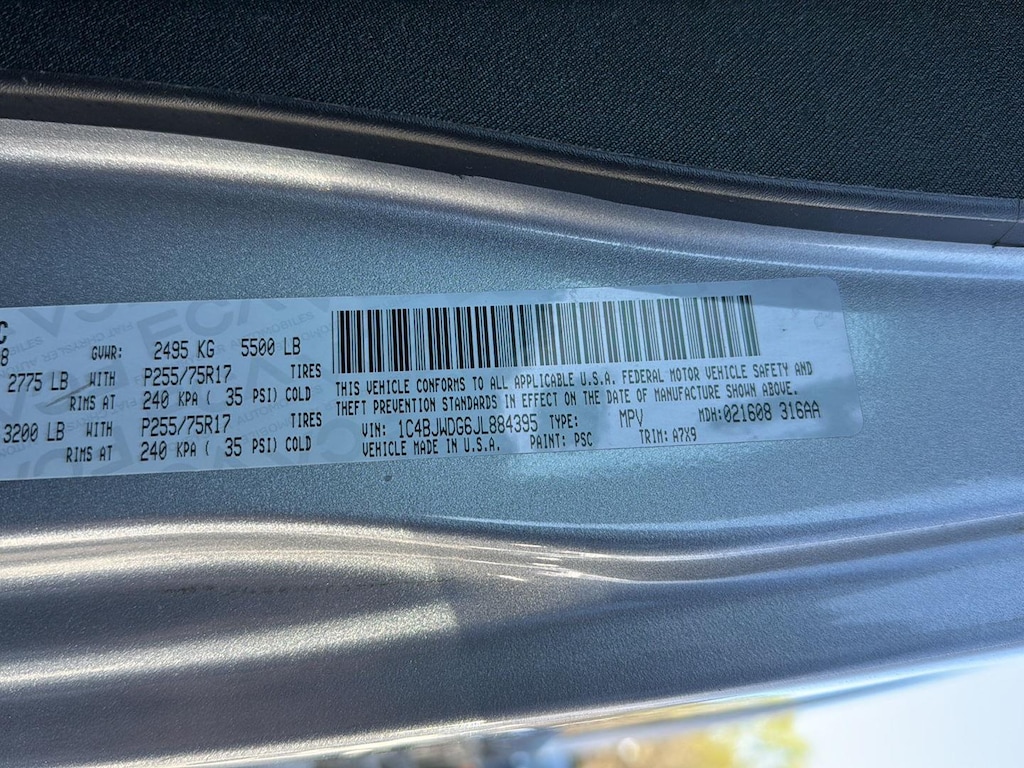 C
8 GVWR: 2495 KG 5500 LB
2775 LB WITH P255/75R17 TIRES
RIMS AT 240 KPA ( 35 PSI) COLD
3200 LB WITH P255/75R17 TIRES
RIMS AT 240 KPA ( 35 PSI) COLD
THIS VEHICLE CONFORMS TO ALL APPLICABLE U.S.A. FEDERAL MOTOR VEHICLE SAFETY AND
THEFT PREVENTION STANDARDS IN EFFECT ON THE DATE OF MANUFACTURE SHOWN ABOVE.
VIN: 1C4BJWDG6JL884395 TYPE: MPV MDH:021608 316AA
VEHICLE MADE IN U.S.A. PAINT: PSC TRIM: A7X9